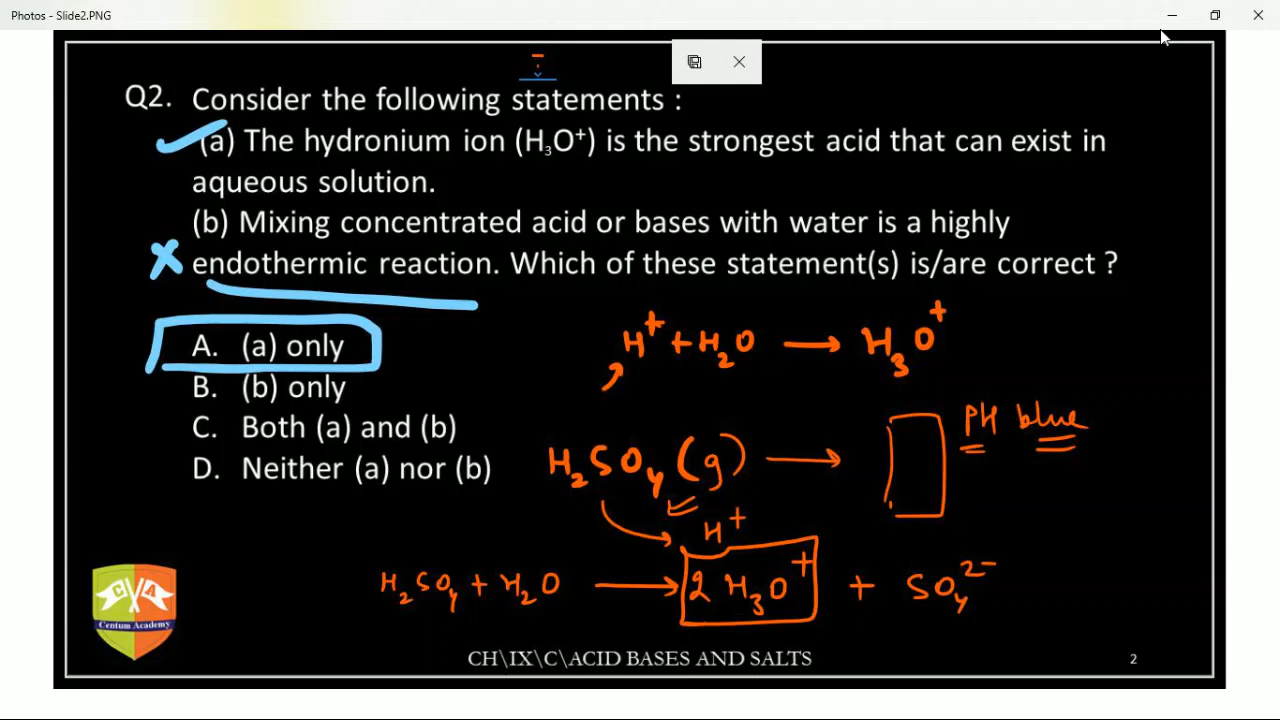 Photos - Slide2.PNG
Q2. Consider the following statements :
(a) The hydronium ion (H₃O⁺) is the strongest acid that can exist in
aqueous solution.
(b) Mixing concentrated acid or bases with water is a highly
endothermic reaction. Which of these statement(s) is/are correct ?
A. (a) only
B. (b) only
C. Both (a) and (b)
D. Neither (a) nor (b)
H⁺ + H₂O → H₃O⁺
H₂SO₄ (g) → PH blue
H⁺
H₂SO₄ + H₂O → 2 H₃O⁺ + SO₄²⁻
C A
Centum Academy
CH\IX\C\ACID BASES AND SALTS
2